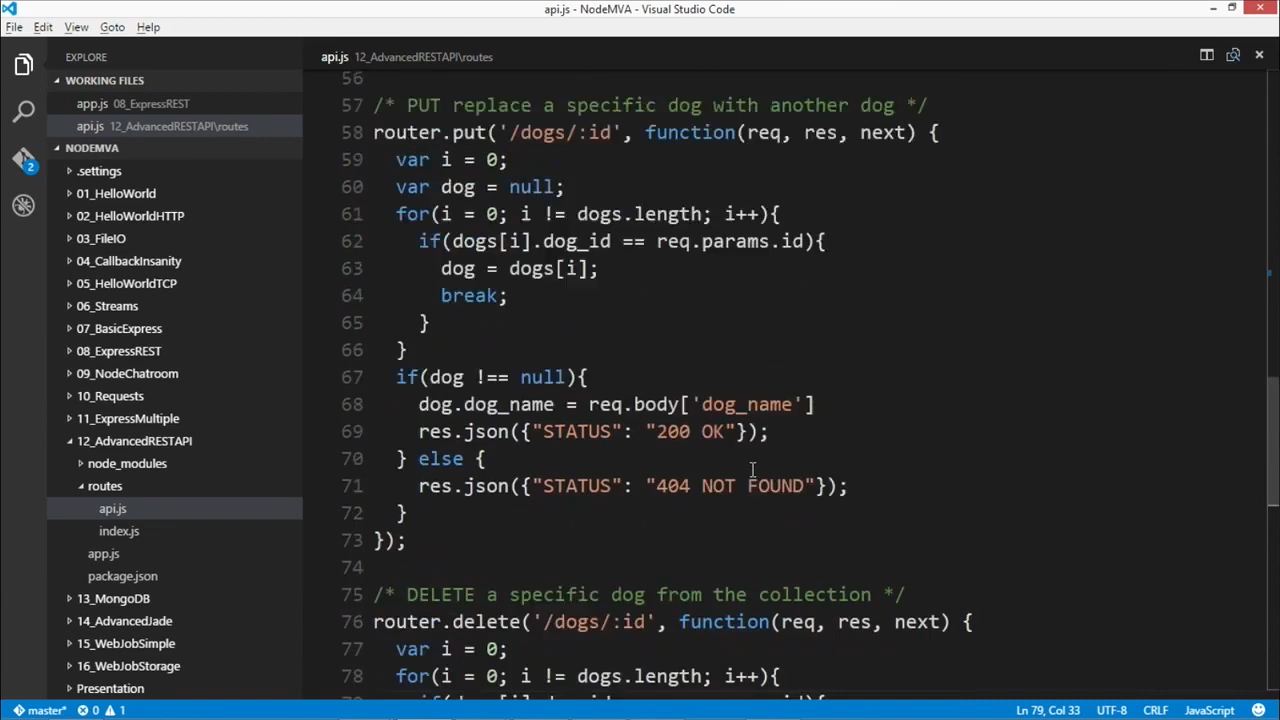 api.js - NodeMVA - Visual Studio Code
File Edit View Goto Help
EXPLORE
WORKING FILES
app.js 08_ExpressREST
api.js 12_AdvancedRESTAPI\routes
NODEMVA
.settings
01_HelloWorld
02_HelloWorldHTTP
03_FileIO
04_CallbackInsanity
05_HelloWorldTCP
06_Streams
07_BasicExpress
08_ExpressREST
09_NodeChatroom
10_Requests
11_ExpressMultiple
12_AdvancedRESTAPI
node_modules
routes
api.js
index.js
app.js
package.json
13_MongoDB
14_AdvancedJade
15_WebJobSimple
16_WebJobStorage
Presentation
2
api.js 12_AdvancedRESTAPI\routes
56
57 /* PUT replace a specific dog with another dog */
58 router.put('/dogs/:id', function(req, res, next) {
59 var i = 0;
60 var dog = null;
61 for(i = 0; i != dogs.length; i++){
62 if(dogs[i].dog_id == req.params.id){
63 dog = dogs[i];
64 break;
65 }
66 }
67 if(dog !== null){
68 dog.dog_name = req.body['dog_name']
69 res.json({"STATUS": "200 OK"});
70 } else {
71 res.json({"STATUS": "404 NOT FOUND"});
72 }
73 });
74
75 /* DELETE a specific dog from the collection */
76 router.delete('/dogs/:id', function(req, res, next) {
77 var i = 0;
78 for(i = 0; i != dogs.length; i++){
master* 0 1 Ln 79, Col 33 UTF-8 CRLF JavaScript